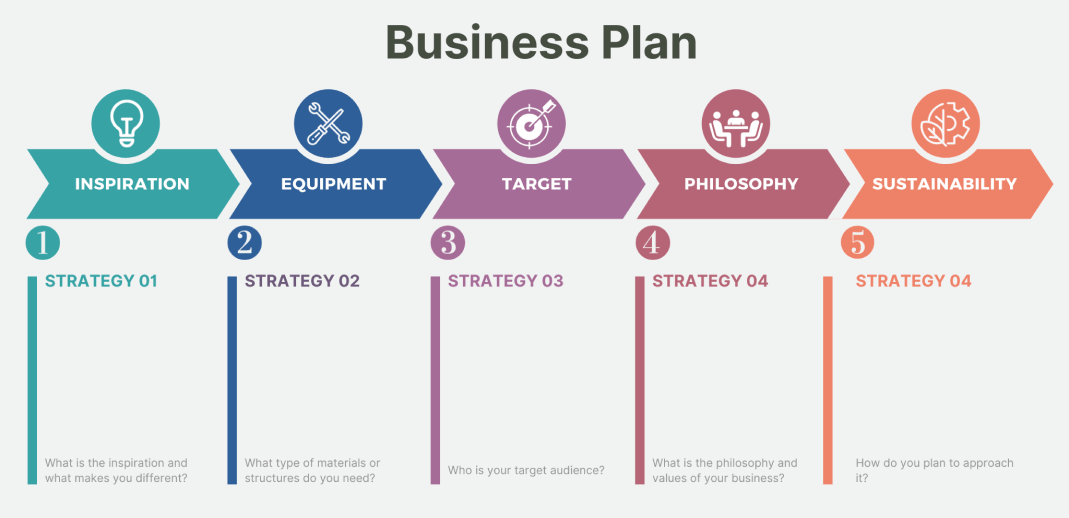 Business Plan
INSPIRATION
EQUIPMENT
TARGET
PHILOSOPHY
SUSTAINABILITY
1
2
3
4
5
STRATEGY 01
STRATEGY 02
STRATEGY 03
STRATEGY 04
STRATEGY 04
What is the inspiration and
what makes you different?
What type of materials or
structures do you need?
Who is your target audience?
What is the philosophy and
values of your business?
How do you plan to approach
it?